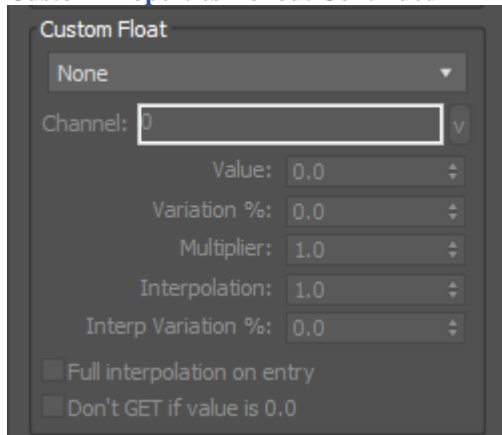 Custom Float
None
Channel: 0 v
Value: 0.0
Variation %: 0.0
Multiplier: 1.0
Interpolation: 1.0
Interp Variation %: 0.0
Full interpolation on entry
Don't GET if value is 0.0